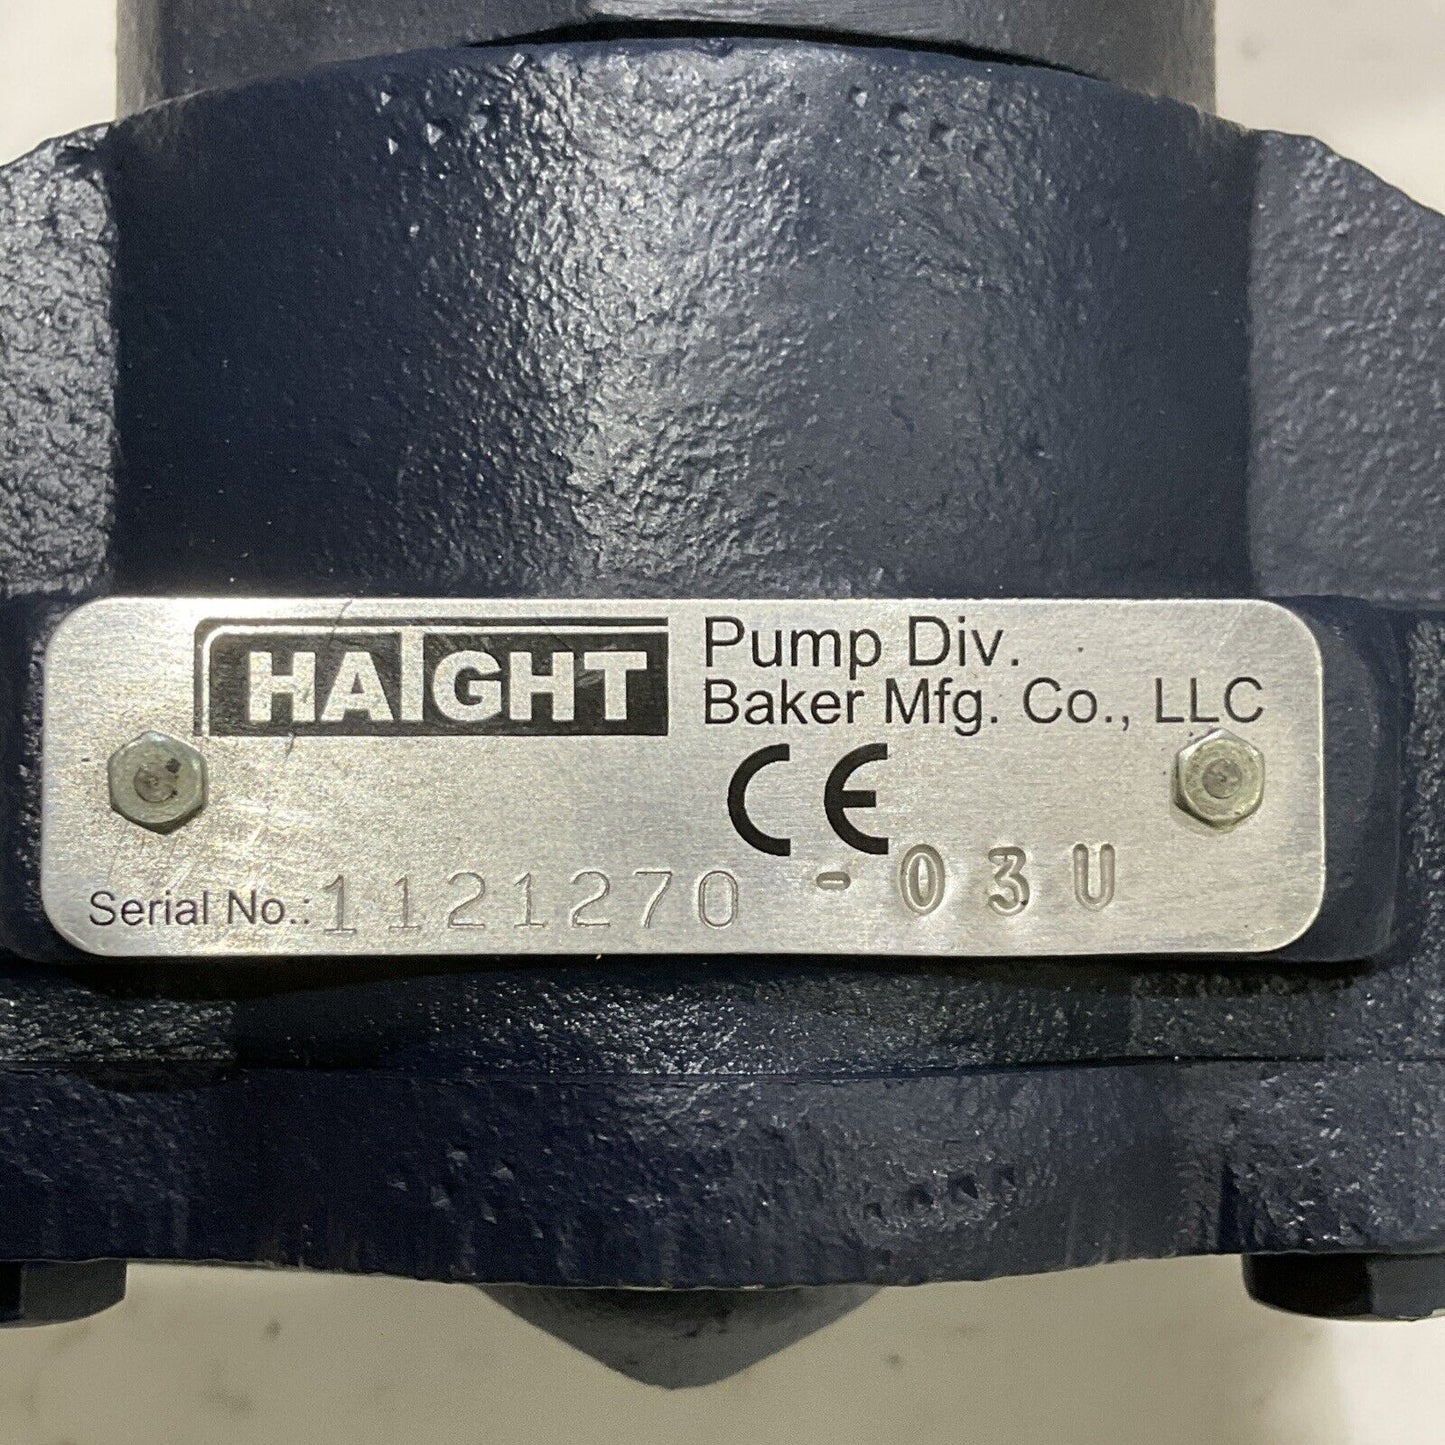 HAIGHT
Pump Div.
Baker Mfg. Co., LLC
CE
Serial No.: 1121270 - 03U